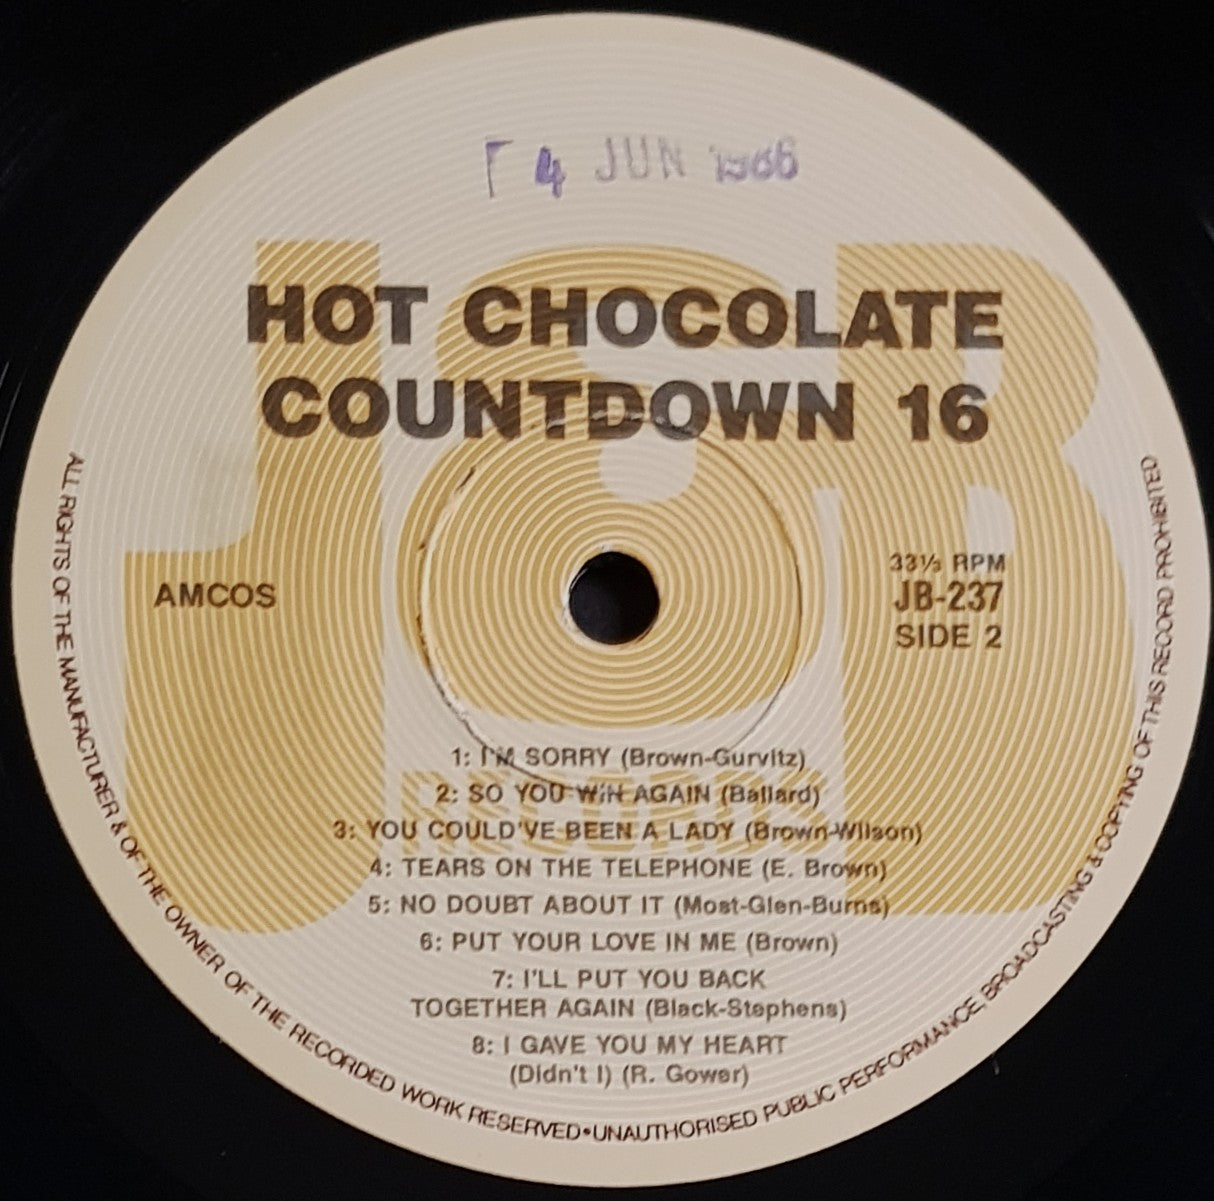 4 JUN
HOT CHOCOLATE
COUNTDOWN 16
J&B
RECORDS
AMCOS
33⅓ RPM
JB-237
SIDE 2
1: I'M SORRY (Brown-Gurvitz)
2: SO YOU WIN AGAIN (Ballard)
3: YOU COULD'VE BEEN A LADY (Brown-Wilson)
4: TEARS ON THE TELEPHONE (E. Brown)
5: NO DOUBT ABOUT IT (Most-Glen-Burns)
6: PUT YOUR LOVE IN ME (Brown)
7: I'LL PUT YOU BACK
TOGETHER AGAIN (Black-Stephens)
8: I GAVE YOU MY HEART
(Didn't I) (R. Gower)
ALL RIGHTS OF THE MANUFACTURER & OF THE OWNER OF THE RECORDED WORK RESERVED•UNAUTHORISED PUBLIC PERFORMANCE, BROADCASTING & COPYING OF THIS RECORD PROHIBITED